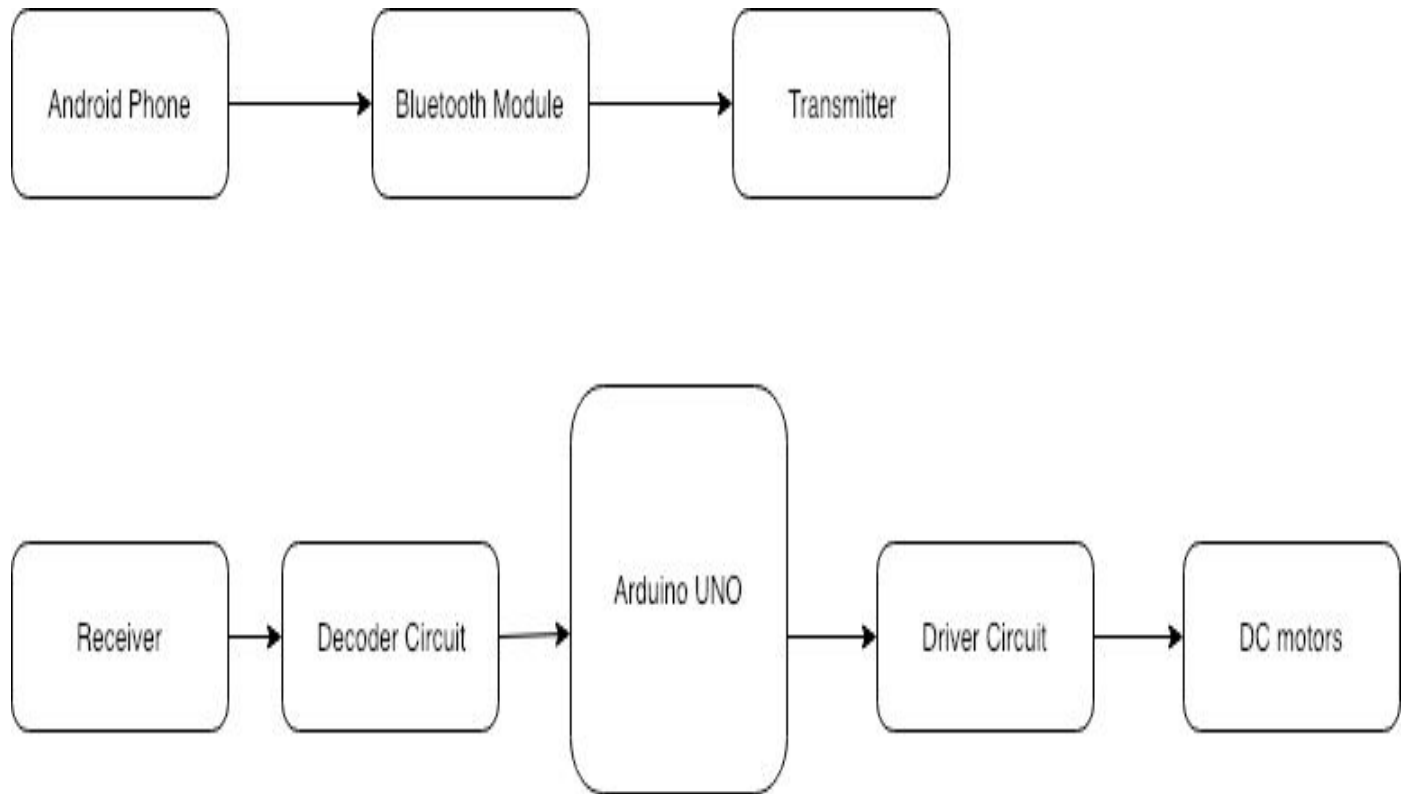 Android Phone
Bluetooth Module
Transmitter
Arduino UNO
Receiver
Decoder Circuit
Driver Circuit
DC motors